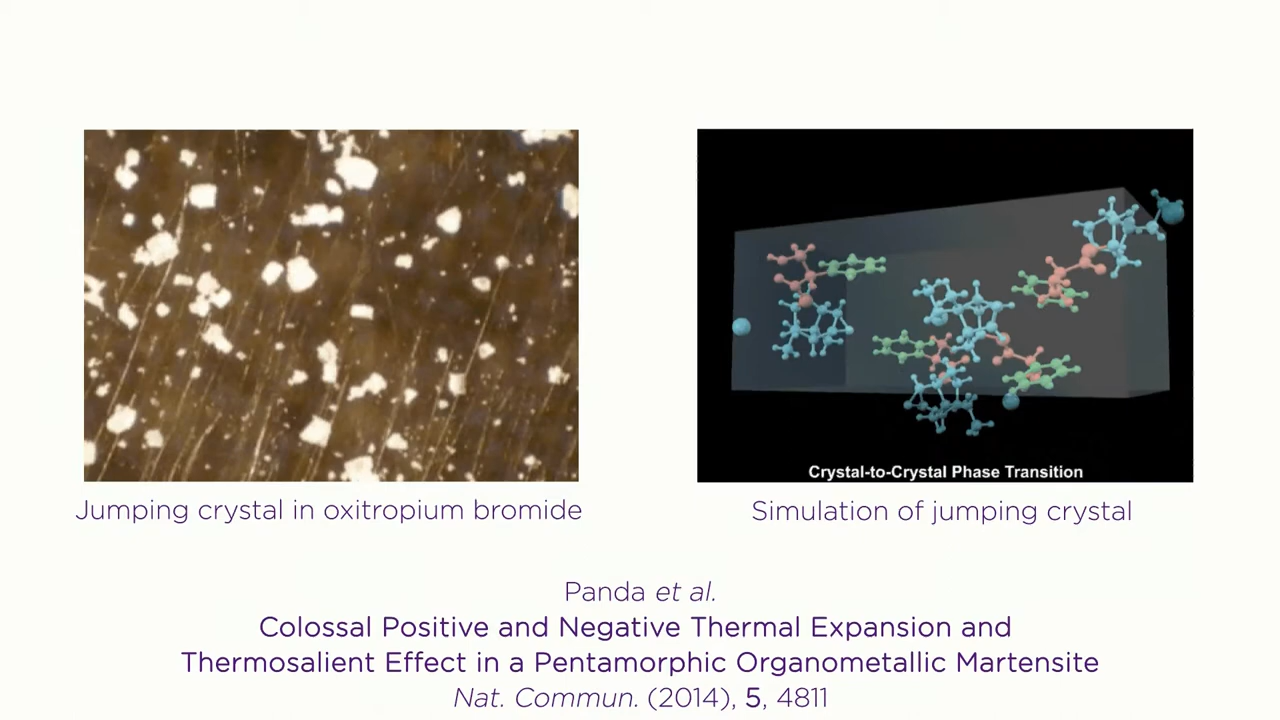 Crystal-to-Crystal Phase Transition
Jumping crystal in oxitropium bromide
Simulation of jumping crystal
Panda et al.
Colossal Positive and Negative Thermal Expansion and
Thermosalient Effect in a Pentamorphic Organometallic Martensite
Nat. Commun. (2014), 5, 4811